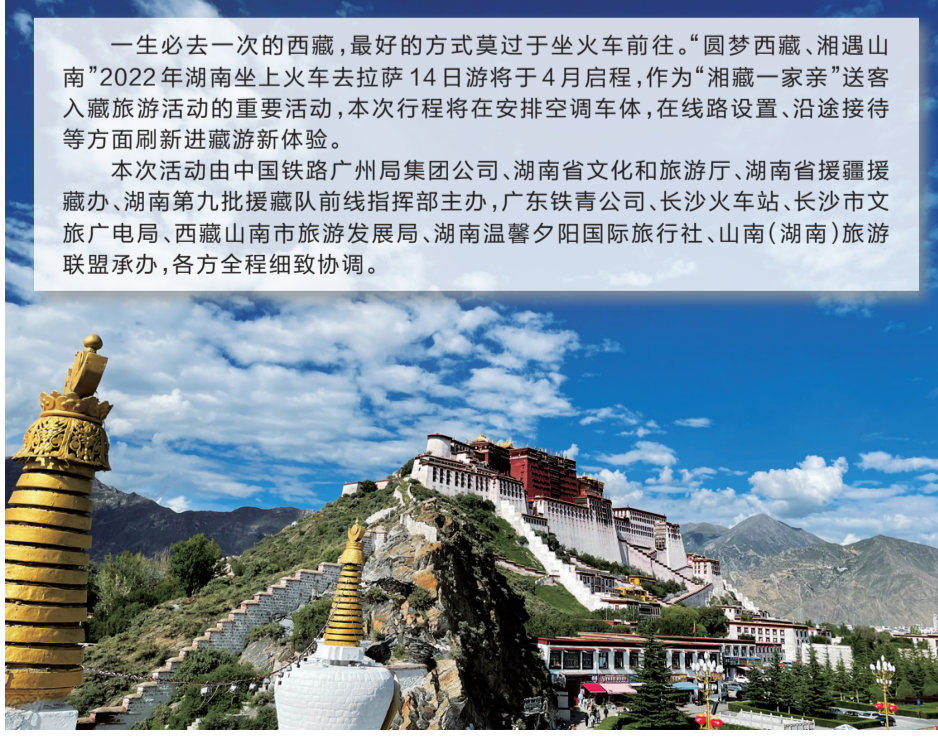 一生必去一次的西藏，最好的方式莫过于坐火车前往。“圆梦西藏、湘遇山
南”2022年湖南坐上火车去拉萨14日游将于4月启程，作为“湘藏一家亲”送客
入藏旅游活动的重要活动，本次行程将在安排空调车体，在线路设置、沿途接待
等方面刷新进藏游新体验。
本次活动由中国铁路广州局集团公司、湖南省文化和旅游厅、湖南省援疆援
藏办、湖南第九批援藏队前线指挥部主办，广东铁青公司、长沙火车站、长沙市文
旅广电局、西藏山南市旅游发展局、湖南温馨夕阳国际旅行社、山南（湖南）旅游
联盟承办，各方全程细致协调。